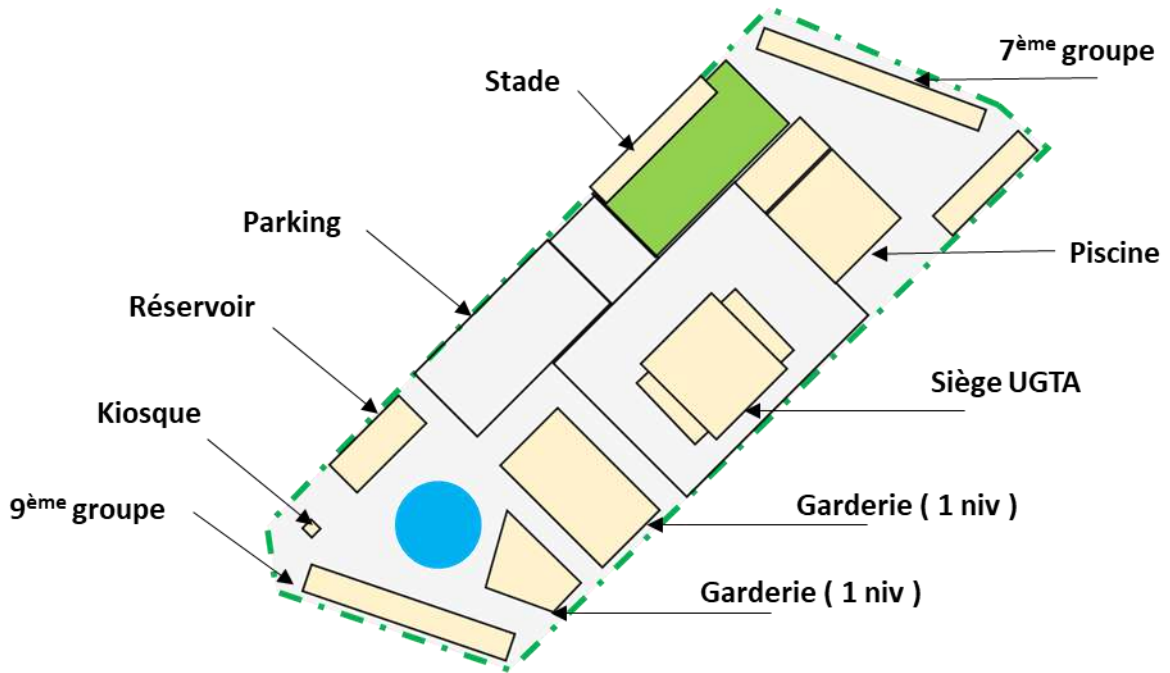 7ème groupe
Stade
Parking
Piscine
Réservoir
Siège UGTA
Kiosque
9ème groupe
Garderie ( 1 niv )
Garderie ( 1 niv )